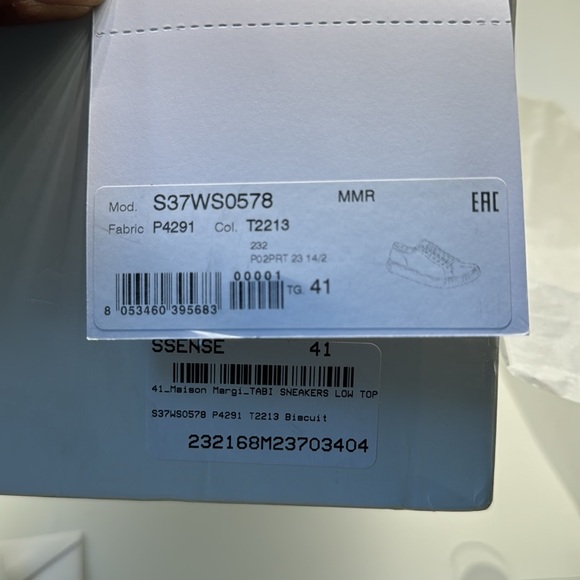 Mod. S37WS0578 MMR EAC
Fabric P4291 Col. T2213
232
P02PRT 23 14/2
00001
8 053460 395683 TG. 41
SSENSE 41
41_Maison Margi_TABI SNEAKERS LOW TOP
S37WS0578 P4291 T2213 Biscuit
232168M23703404